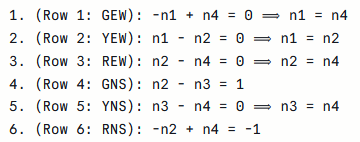 1. (Row 1: GEW): -n1 + n4 = 0 ⟹ n1 = n4
2. (Row 2: YEW): n1 - n2 = 0 ⟹ n1 = n2
3. (Row 3: REW): n2 - n4 = 0 ⟹ n2 = n4
4. (Row 4: GNS): n2 - n3 = 1
5. (Row 5: YNS): n3 - n4 = 0 ⟹ n3 = n4
6. (Row 6: RNS): -n2 + n4 = -1